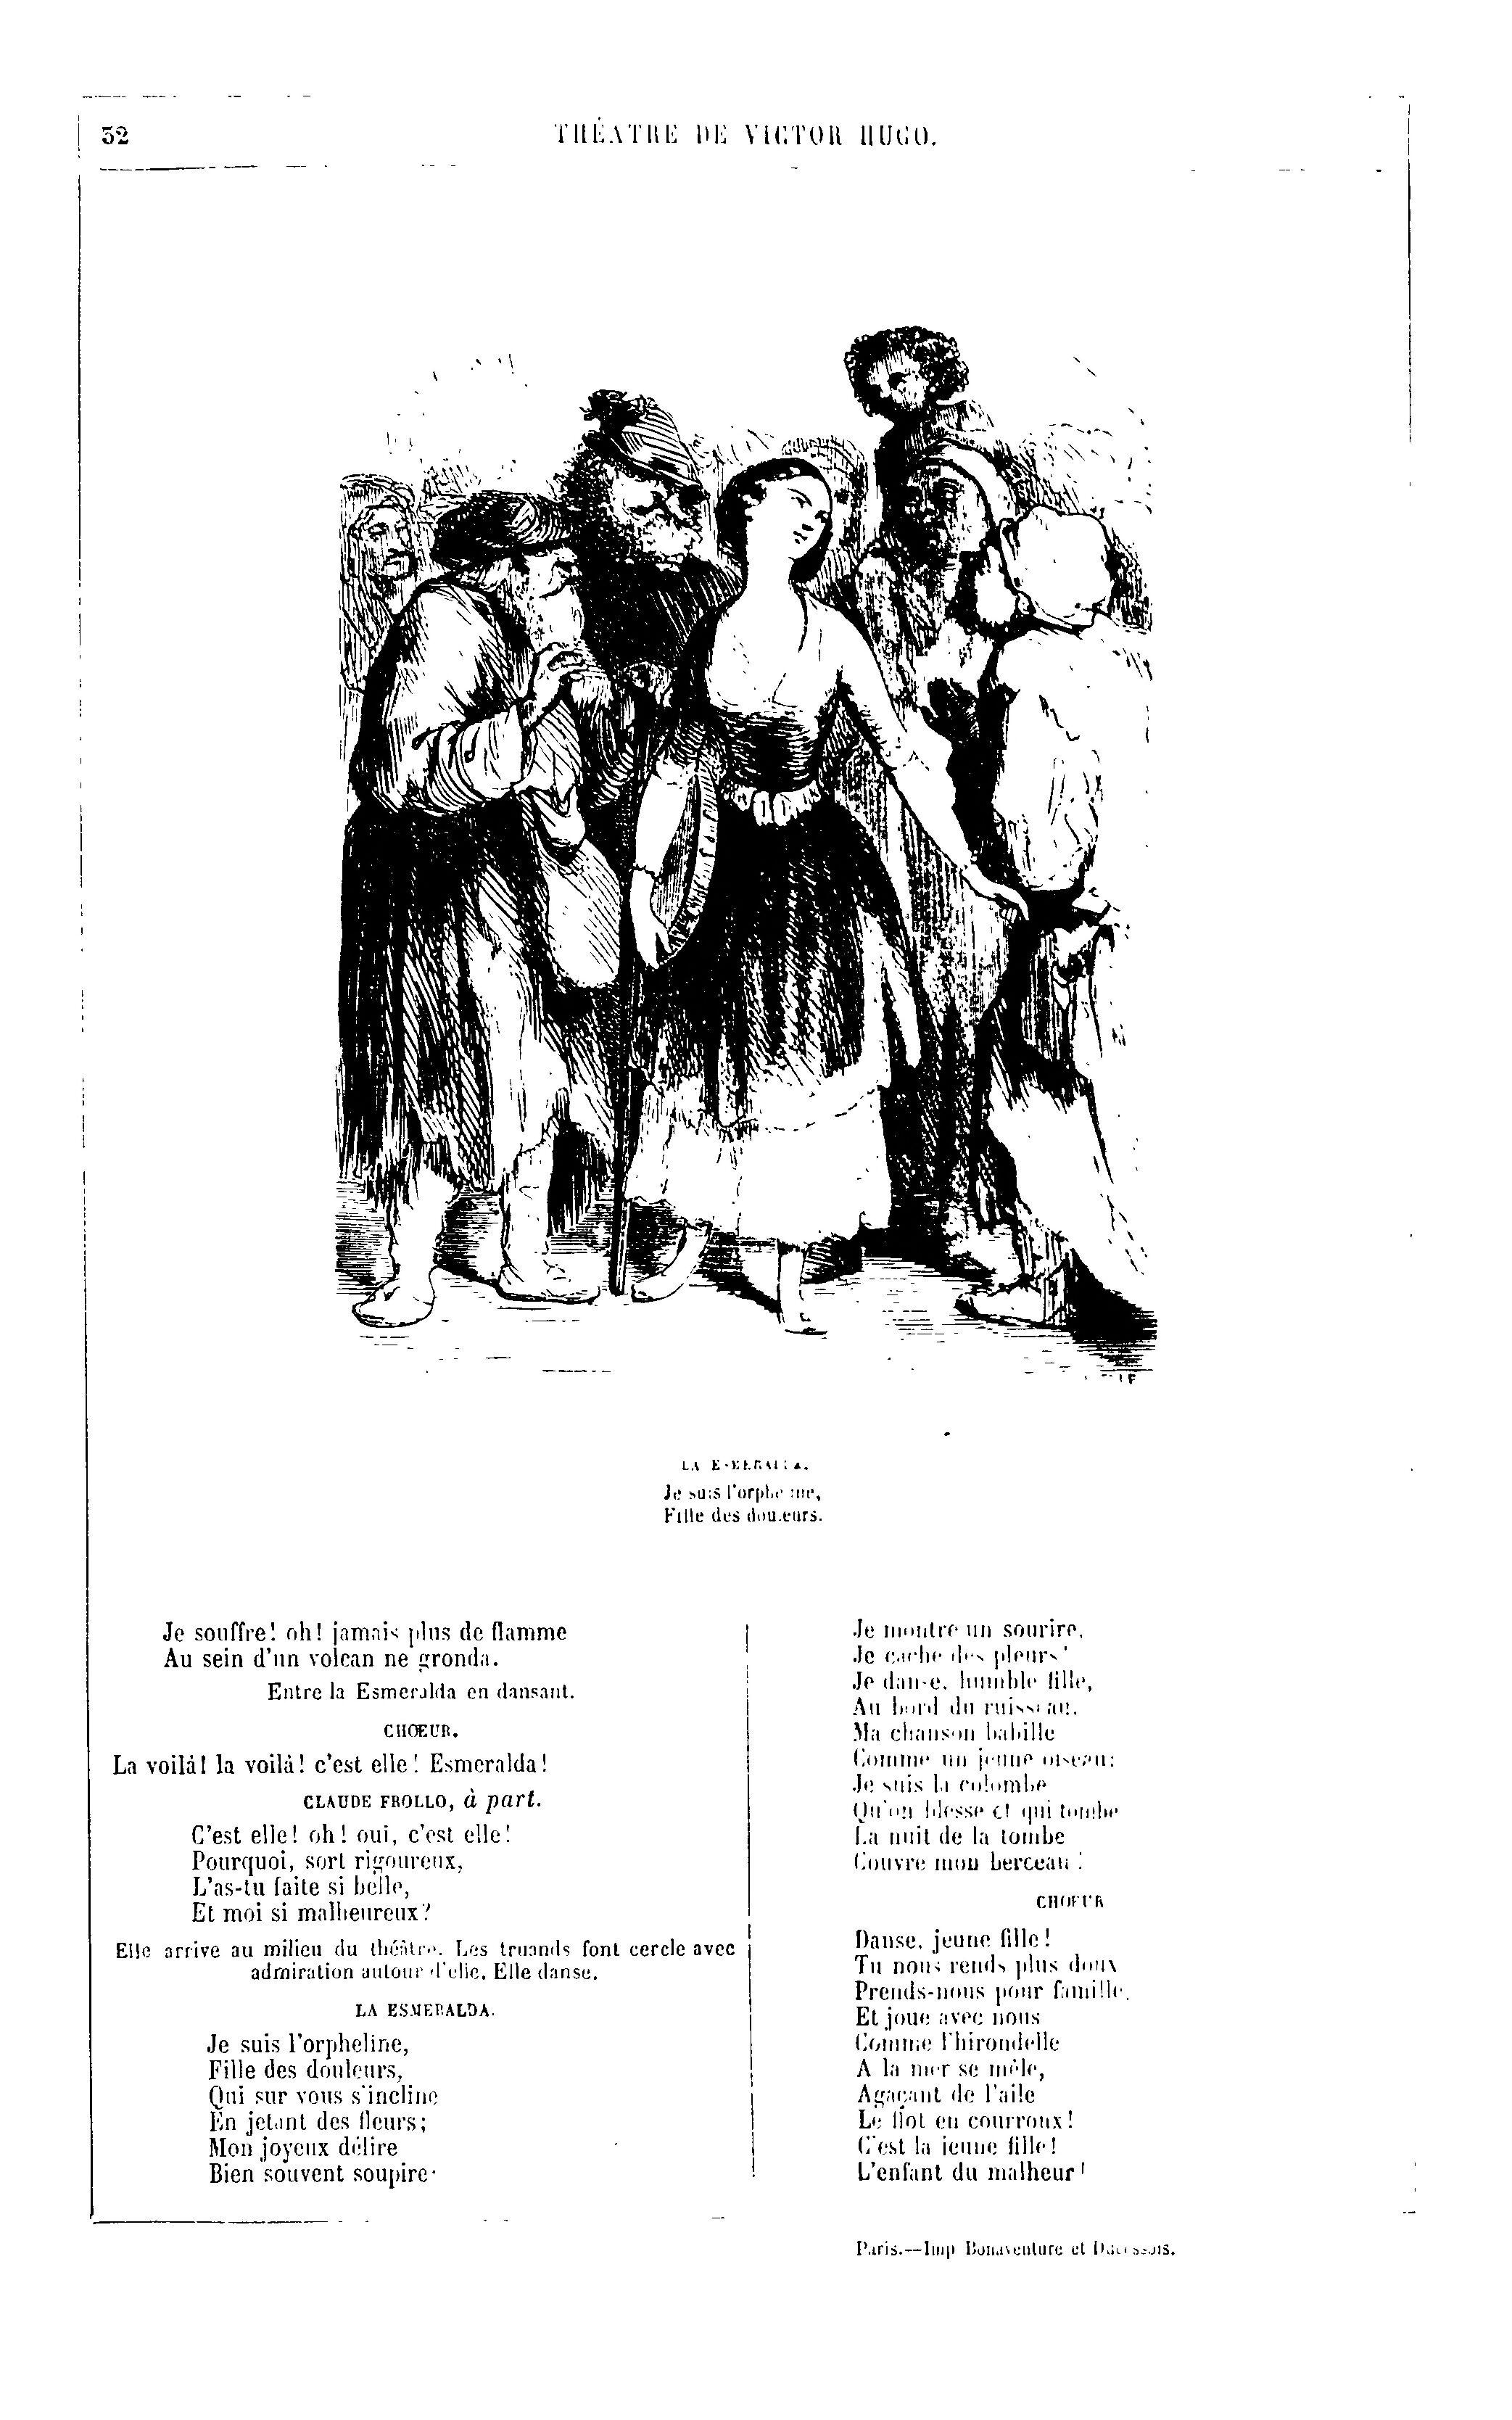 32
THÉATRE DE VICTOR HUGO.
LA ESMERALDA.
Je suis l'orpheline,
Fille des douleurs.
Je souffre! oh! jamais plus de flamme
Au sein d'un volcan ne gronda.
Entre la Esmeralda en dansant.
CHŒUR.
La voilà! la voilà! c'est elle! Esmeralda!
CLAUDE FROLLO, à part.
C'est elle! oh! oui, c'est elle!
Pourquoi, sort rigoureux,
L'as-tu faite si belle,
Et moi si malheureux?
Elle arrive au milieu du théâtre. Les truands font cercle avec
admiration autour d'elle. Elle danse.
LA ESMERALDA.
Je suis l'orpheline,
Fille des douleurs,
Qui sur vous s'incline
En jetant des fleurs;
Mon joyeux délire
Bien souvent soupire
Je montre un sourire,
Je cache des pleurs
Je danse, humble fille,
Au bord du ruisseau,
Ma chanson babille
Comme un jeune oiseau;
Je suis la colombe
Qu'on blesse et qui tombe
La nuit de la tombe
Couvre mon berceau
CHŒUR
Danse, jeune fille!
Tu nous rends plus doux
Prends-nous pour famille,
Et joue avec nous
Comme l'hirondelle
A la mer se mêle,
Agaçant de l'aile
Le flot en courroux!
C'est la jeune fille!
L'enfant du malheur!
Paris.—Imp Bonaventure et Ducessois.